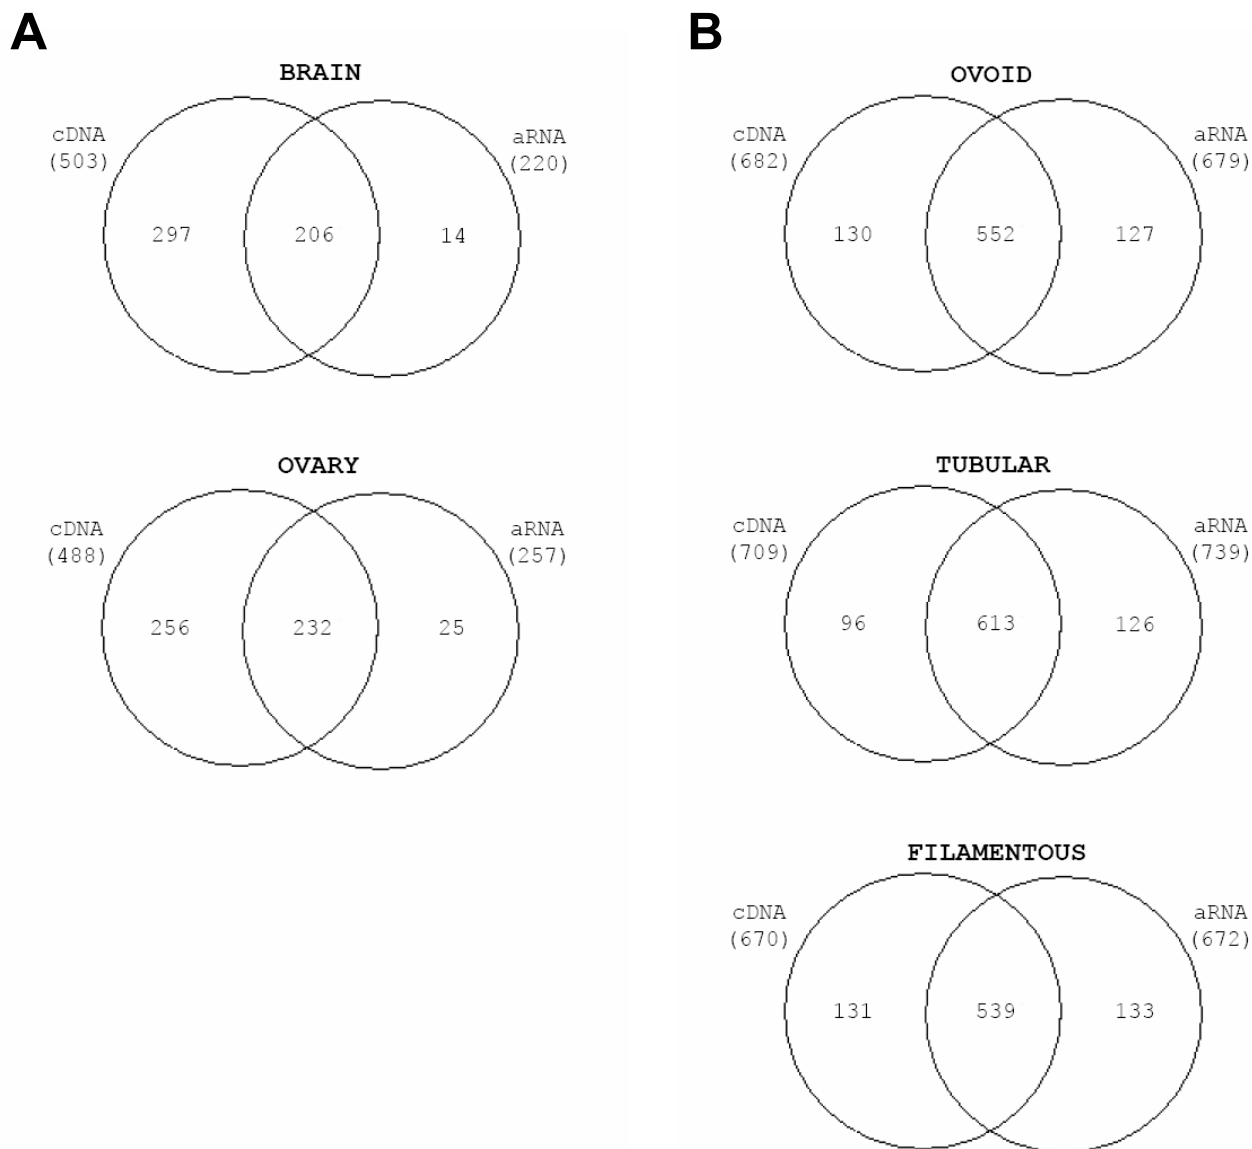 A
BRAIN
cDNA
(503)
aRNA
(220)
297
206
14
OVARY
cDNA
(488)
aRNA
(257)
256
232
25
B
OVOID
cDNA
(682)
aRNA
(679)
130
552
127
TUBULAR
cDNA
(709)
aRNA
(739)
96
613
126
FILAMENTOUS
cDNA
(670)
aRNA
(672)
131
539
133